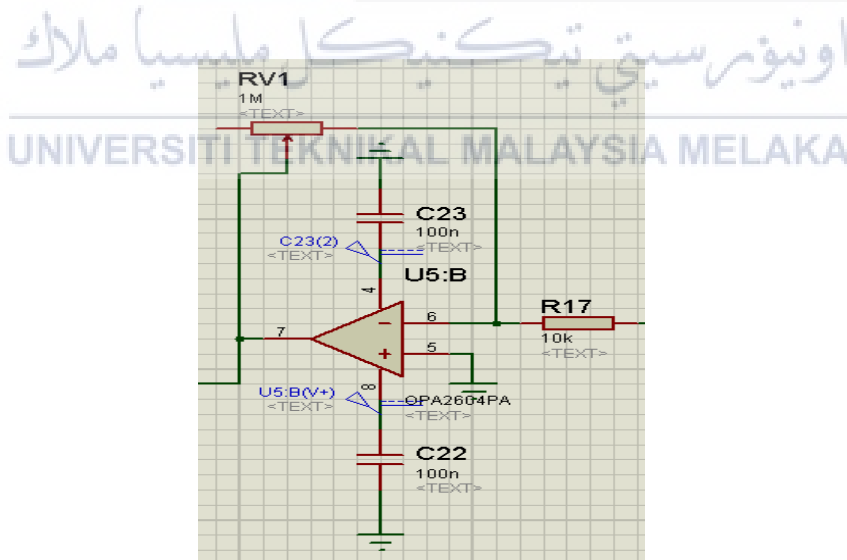 اونيۏرسيتي تيكنيكل مليسيا ملاك
UNIVERSITI TEKNIKAL MALAYSIA MELAKA
RV1
1M
<TEXT>
C23
100n
<TEXT>
C23(2)
<TEXT>
U5:B
4
6
7
5
R17
10k
<TEXT>
U5:B(V+)
<TEXT>
8
OPA2604PA
<TEXT>
C22
100n
<TEXT>